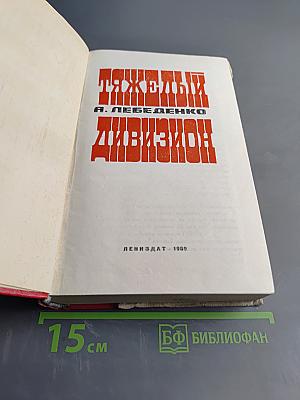 ТЯЖЕЛЫЙ
А. ЛЕБЕДЕНКО
ДИВИЗИОН
ЛЕНИЗДАТ · 1969
15 см
БФ БИБЛИОФАН